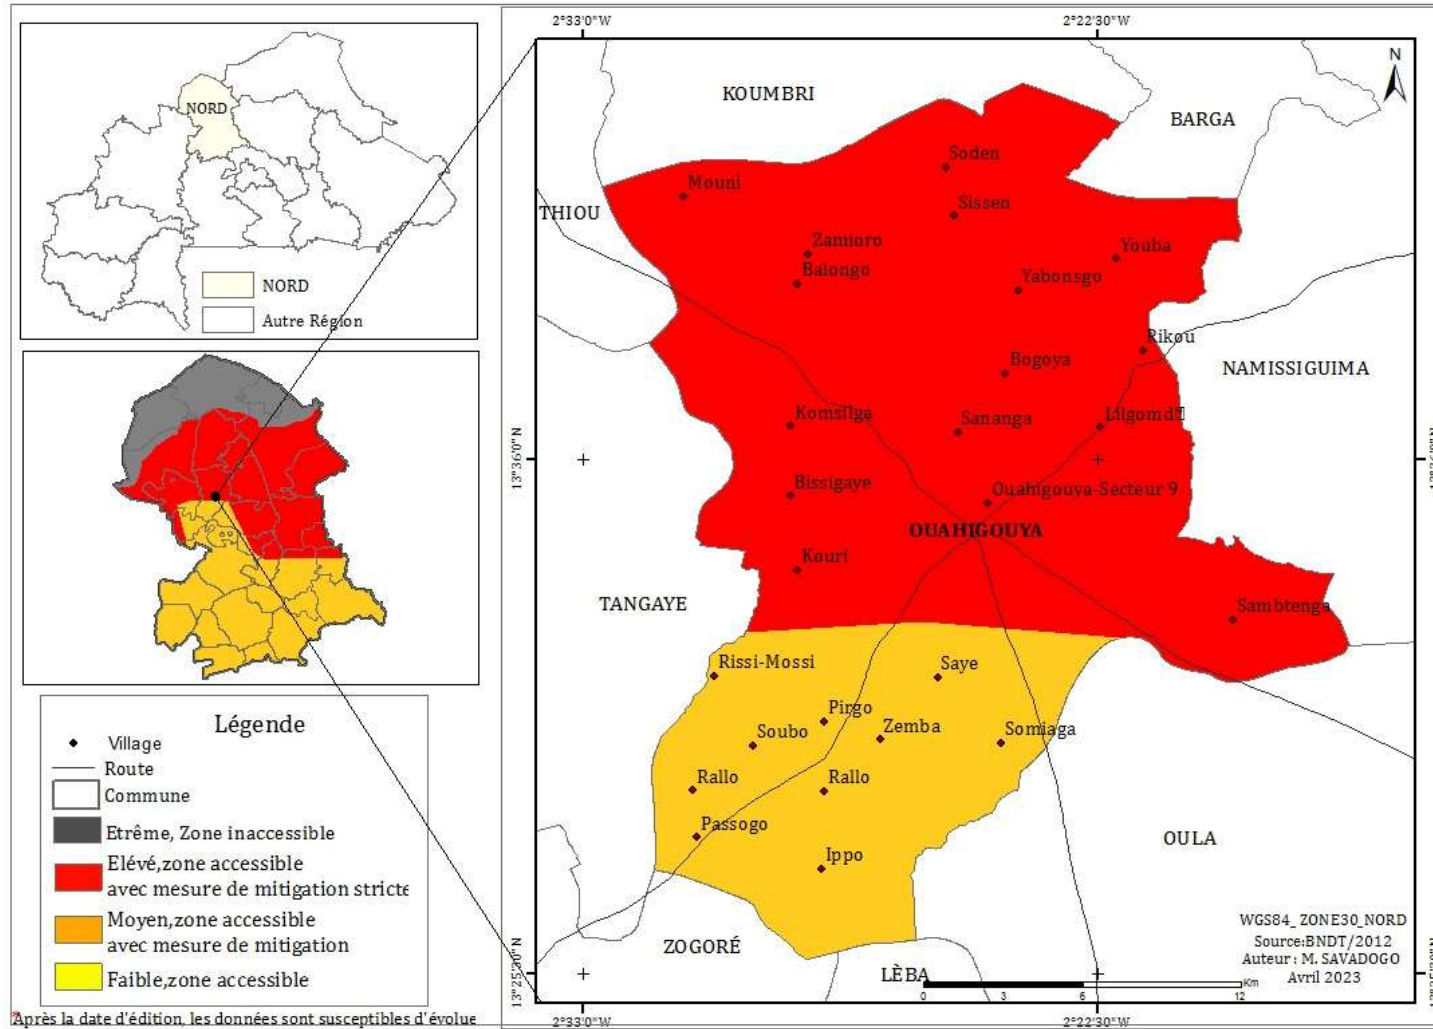 NORD
NORD
Autre Région
Légende
Village
Route
Commune
Etrême, Zone inaccessible
Elévé,zone accessible
avec mesure de mitigation stricte
Moyen,zone accessible
avec mesure de mitigation
Faible,zone accessible
Après la date d'édition, les données sont susceptibles d'évolue
2°33'0"W
2°22'30"W
N
KOUMBRI
BARGA
Soden
Mouni
Sissen
THIOU
Zamioro
Youba
Baiongo
Yabonsgo
Rikou
Bogoya
NAMISSIGUIMA
Komsilga
Sananga
Lilgomd
13°36'0"N
Bissigaye
Ouahigouya-Secteur 9
OUAHIGOUYA
Kouri
TANGAYE
Sambtenga
Rissi-Mossi
Saye
Pirgo
Soubo
Zemba
Somiaga
Rallo
Rallo
Passogo
OULA
Ippo
ZOGORÉ
LÈBA
WGS84_ZONE30_NORD
Source:BNDT/2012
Auteur : M. SAVADOGO
Avril 2023
Km
0
3
6
12
13°25'30"N
2°33'0"W
2°22'30"W